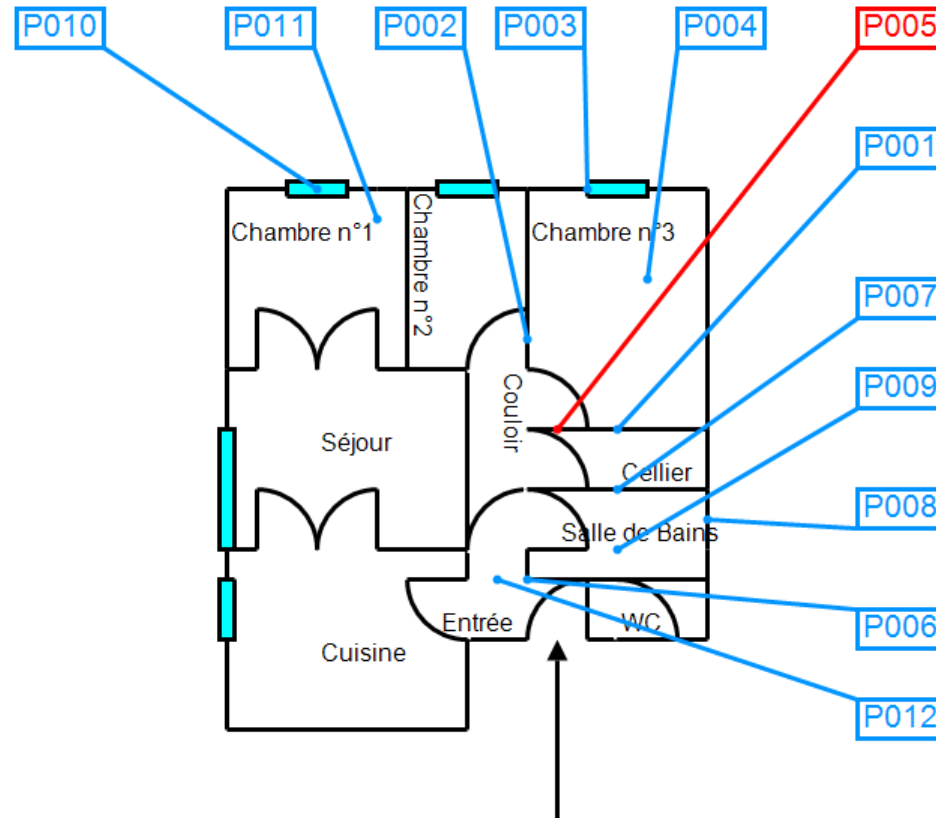 P010
P011
P002
P003
P004
P005
P001
Chambre n°1
Chambre n°2
Chambre n°3
P007
P009
Couloir
Séjour
Cellier
P008
Salle de Bains
Entrée
WC
P006
Cuisine
P012